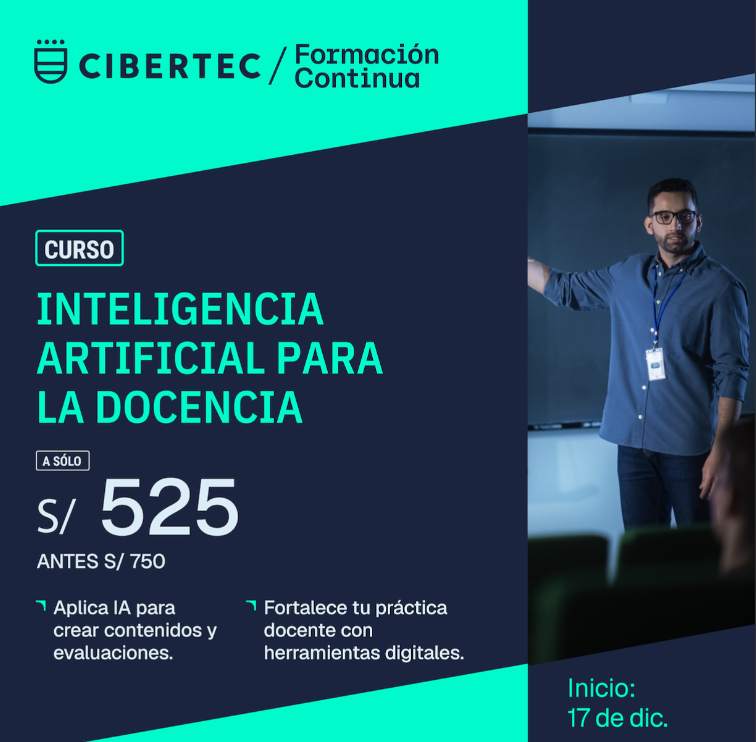 CIBERTEC / Formación
Continua
CURSO
INTELIGENCIA
ARTIFICIAL PARA
LA DOCENCIA
A SÓLO
S/ 525
ANTES S/ 750
Aplica IA para
crear contenidos y
evaluaciones.
Fortalece tu práctica
docente con
herramientas digitales.
Inicio:
17 de dic.